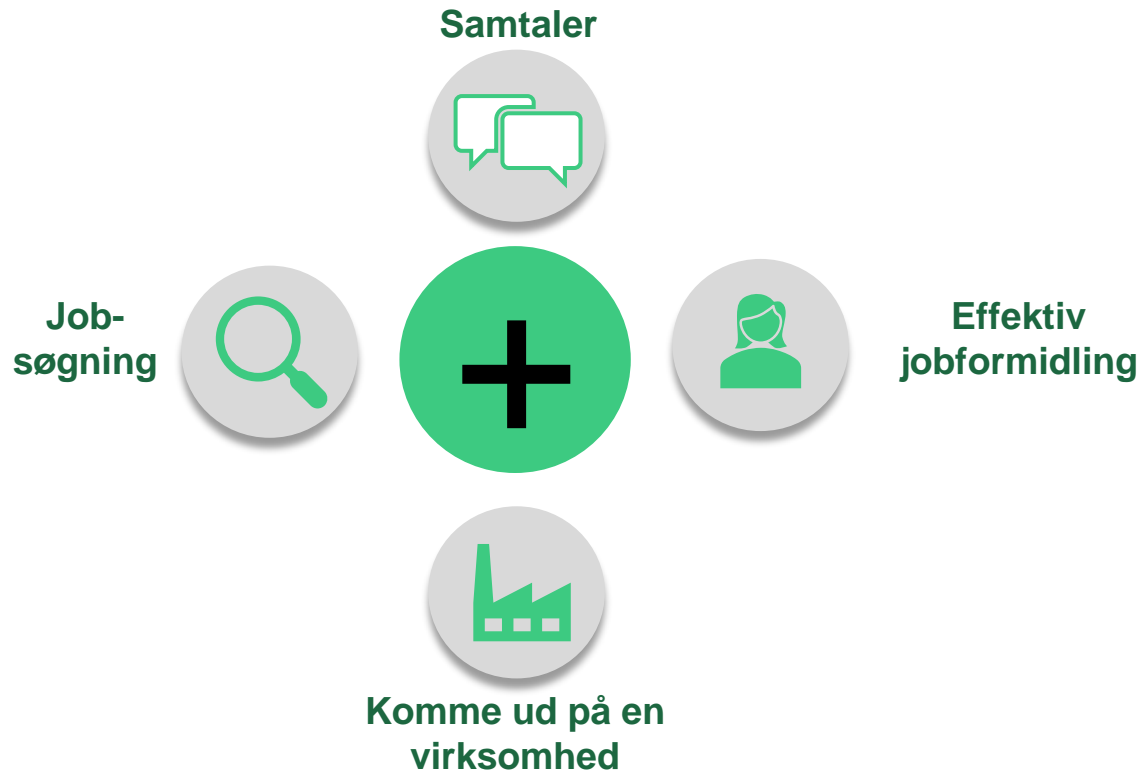 Samtaler
Job-
søgning
Effektiv
jobformidling
Komme ud på en
virksomhed